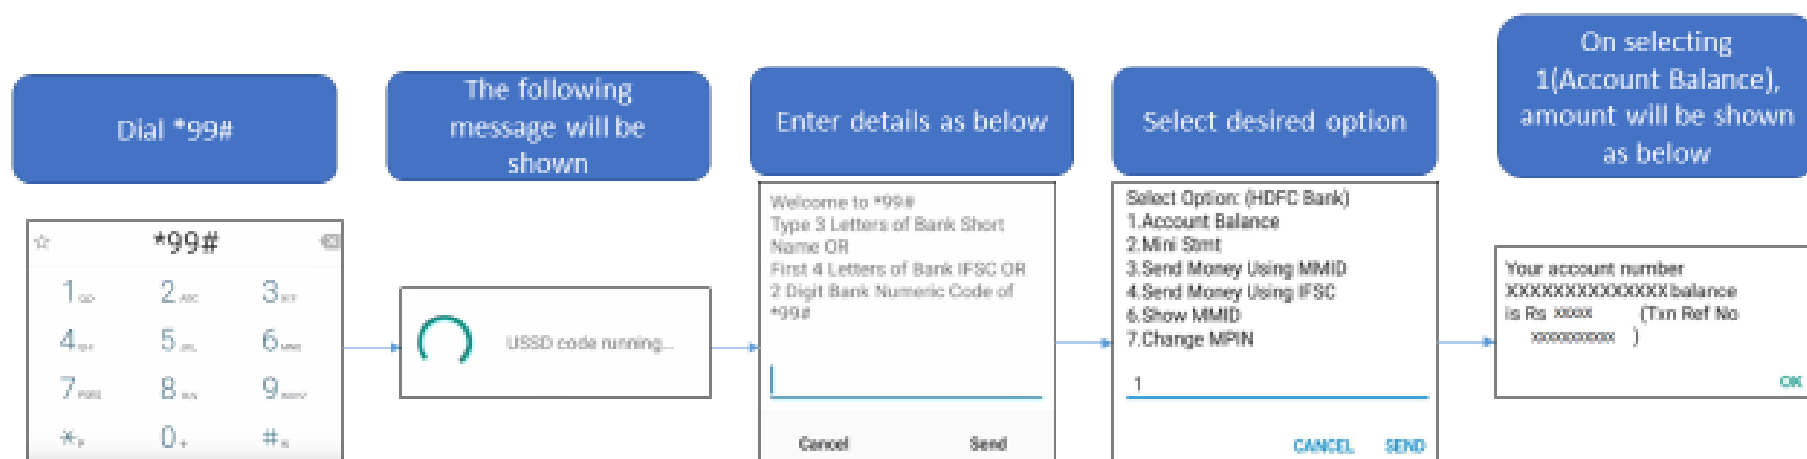 Dial *99#
*99#
1
2 ABC
3
4
5
6
7
8
9
*
0 +
#
The following
message will be
shown
USSD code running...
Enter details as below
Welcome to *99#
Type 3 Letters of Bank Short
Name OR
First 4 Letters of Bank IFSC OR
2 Digit Bank Numeric Code of
*99#
Cancel Send
Select desired option
Select Option: (HDFC Bank)
1.Account Balance
2.Mini Stmt
3.Send Money Using MMID
4.Send Money Using IFSC
6.Show MMID
7.Change MPIN
1
CANCEL SEND
On selecting
1(Account Balance),
amount will be shown
as below
Your account number
XXXXXXXXXXXXXX balance
is Rs xxxxx (Txn Ref No
xxxxxxxxxx )
OK